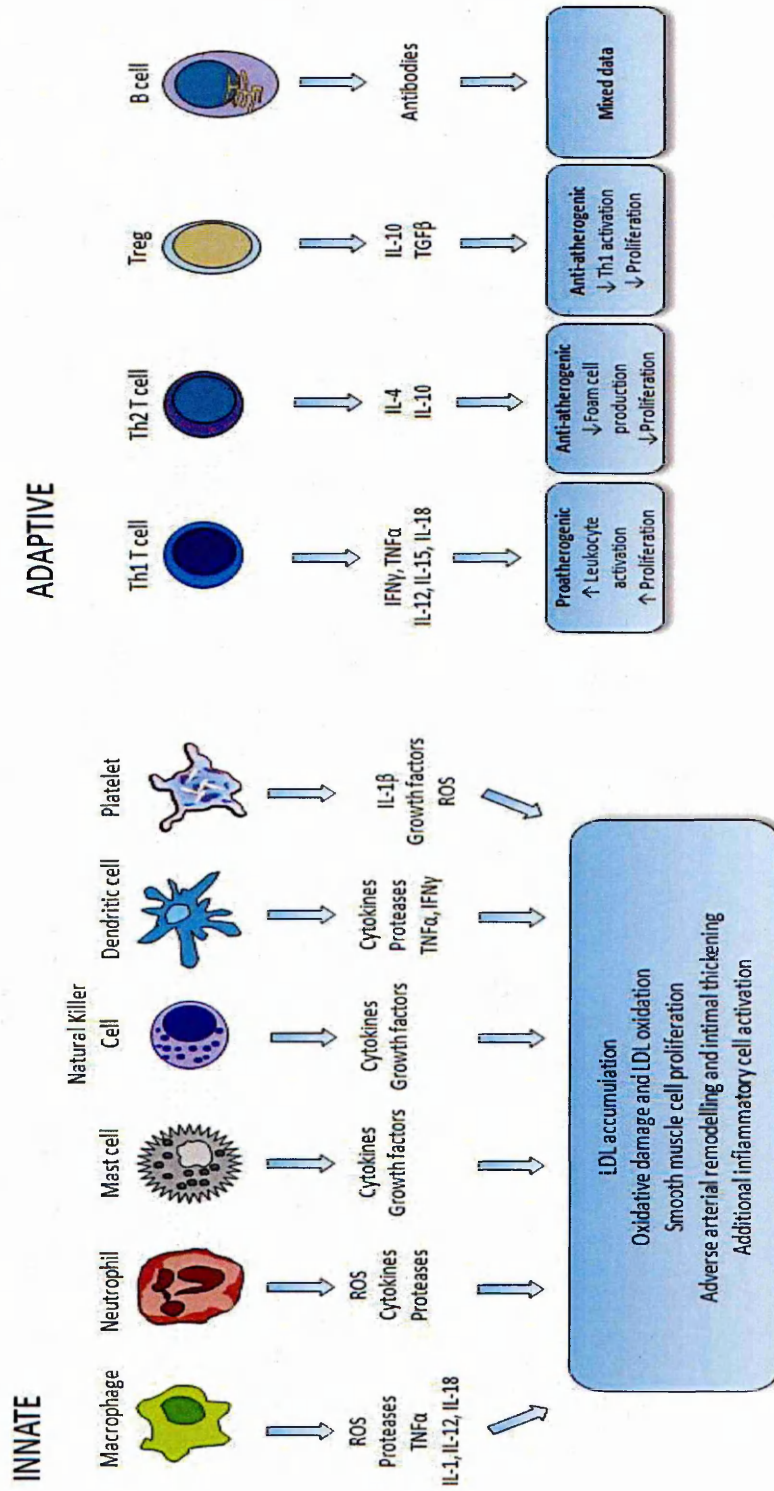 INNATE
Macrophage
Neutrophil
Mast cell
Natural Killer
Cell
Dendritic cell
Platelet
ROS
Proteases
TNFα
IL-1, IL-12, IL-18
ROS
Cytokines
Proteases
Cytokines
Growth factors
Cytokines
Growth factors
Cytokines
Proteases
TNFα, IFNγ
IL-1β
Growth factors
ROS
LDL accumulation
Oxidative damage and LDL oxidation
Smooth muscle cell proliferation
Adverse arterial remodelling and intimal thickening
Additional inflammatory cell activation
ADAPTIVE
Th1 T cell
Th2 T cell
Treg
B cell
IFNγ, TNFα
IL-12, IL-15, IL-18
IL-4
IL-10
IL-10
TGFβ
Antibodies
Proatherogenic
↑ Leukocyte
activation
↑ Proliferation
Anti-atherogenic
↓Foam cell
production
↓Proliferation
Anti-atherogenic
↓ Th1 activation
↓ Proliferation
Mixed data